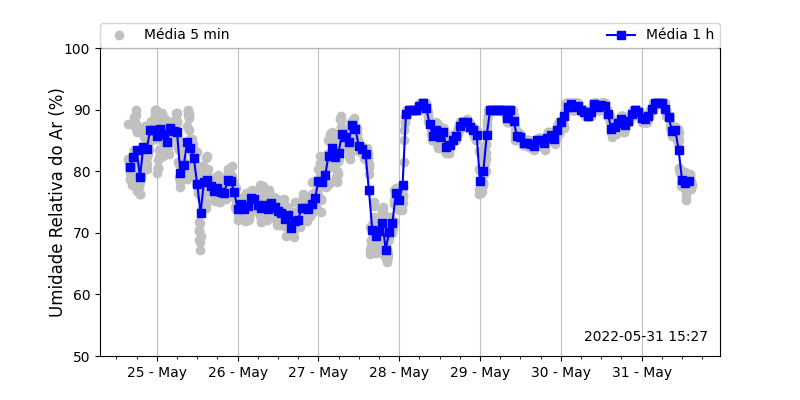 Média 5 min
Média 1 h
Umidade Relativa do Ar (%)
100
90
80
70
60
50
2022-05-31 15:27
25 - May
26 - May
27 - May
28 - May
29 - May
30 - May
31 - May